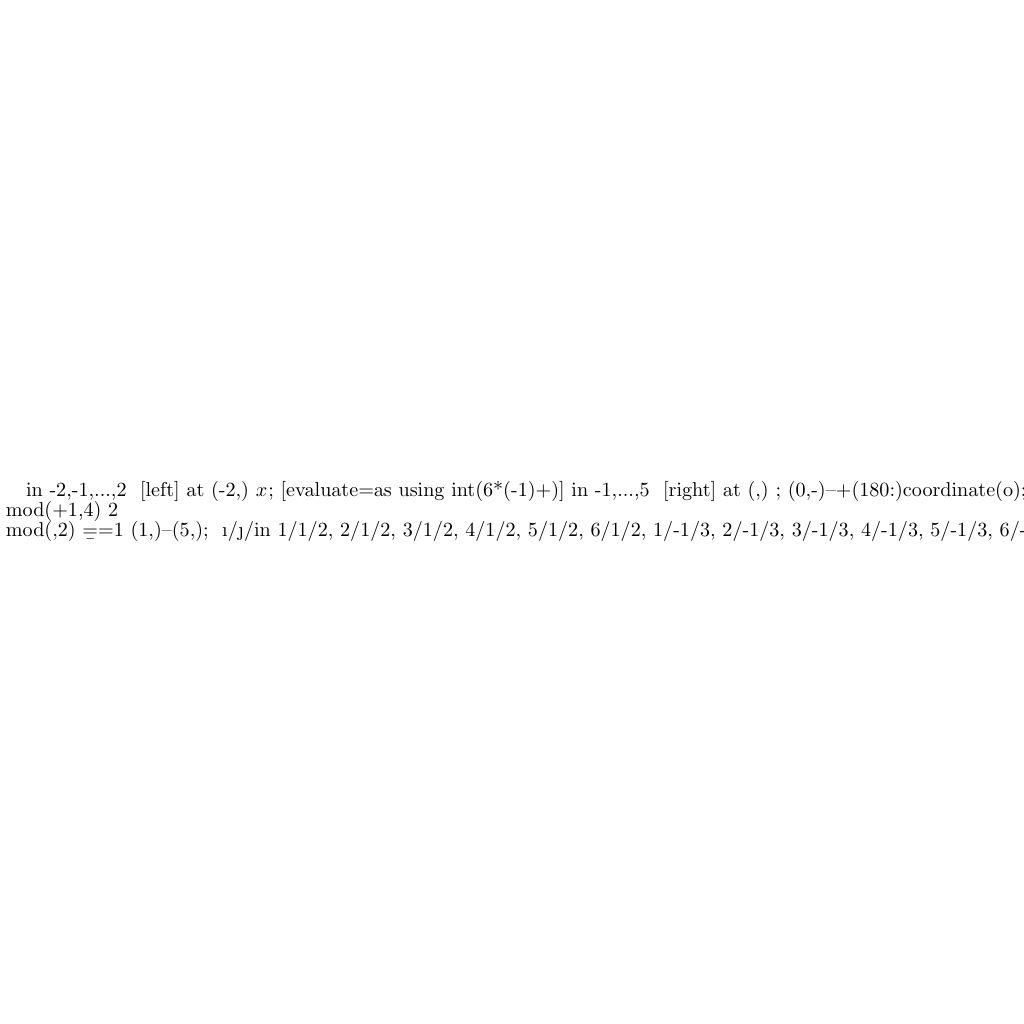 in -2,-1,...,2 [left] at (-2,) x; [evaluate=as using int(6*(-1)+)] in -1,...,5 [right] at (,) ; (0,-)–+(180:)coordinate(o);
mod(+1,4) 2
mod(,2) ==1 (1,)–(5,); ı/ȷ/in 1/1/2, 2/1/2, 3/1/2, 4/1/2, 5/1/2, 6/1/2, 1/-1/3, 2/-1/3, 3/-1/3, 4/-1/3, 5/-1/3, 6/-